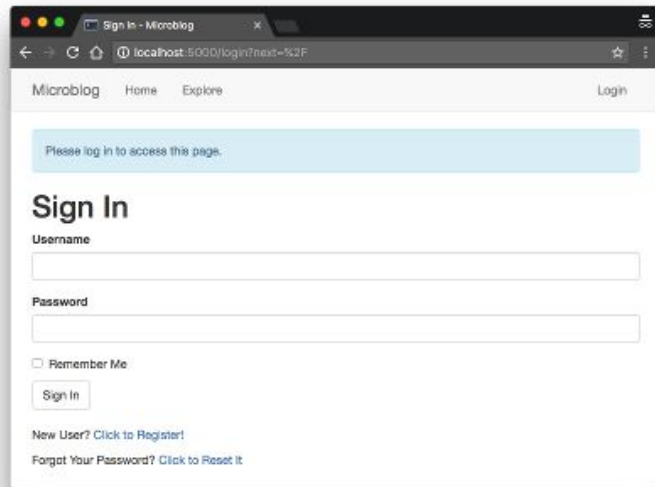 Sign In - Microblog
localhost:5000/login?next=%2F
Microblog Home Explore Login
Please log in to access this page.
Sign In
Username
Password
Remember Me
Sign In
New User? Click to Register!
Forgot Your Password? Click to Reset It